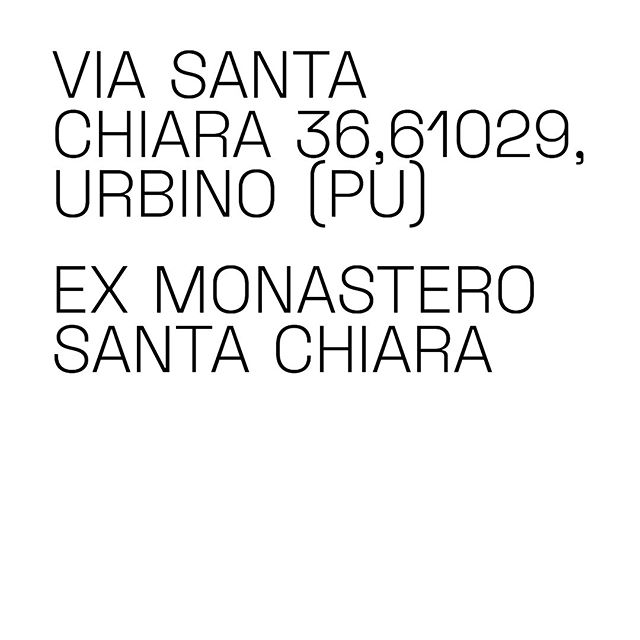 VIA SANTA
CHIARA 36,61029,
URBINO (PU)
EX MONASTERO
SANTA CHIARA